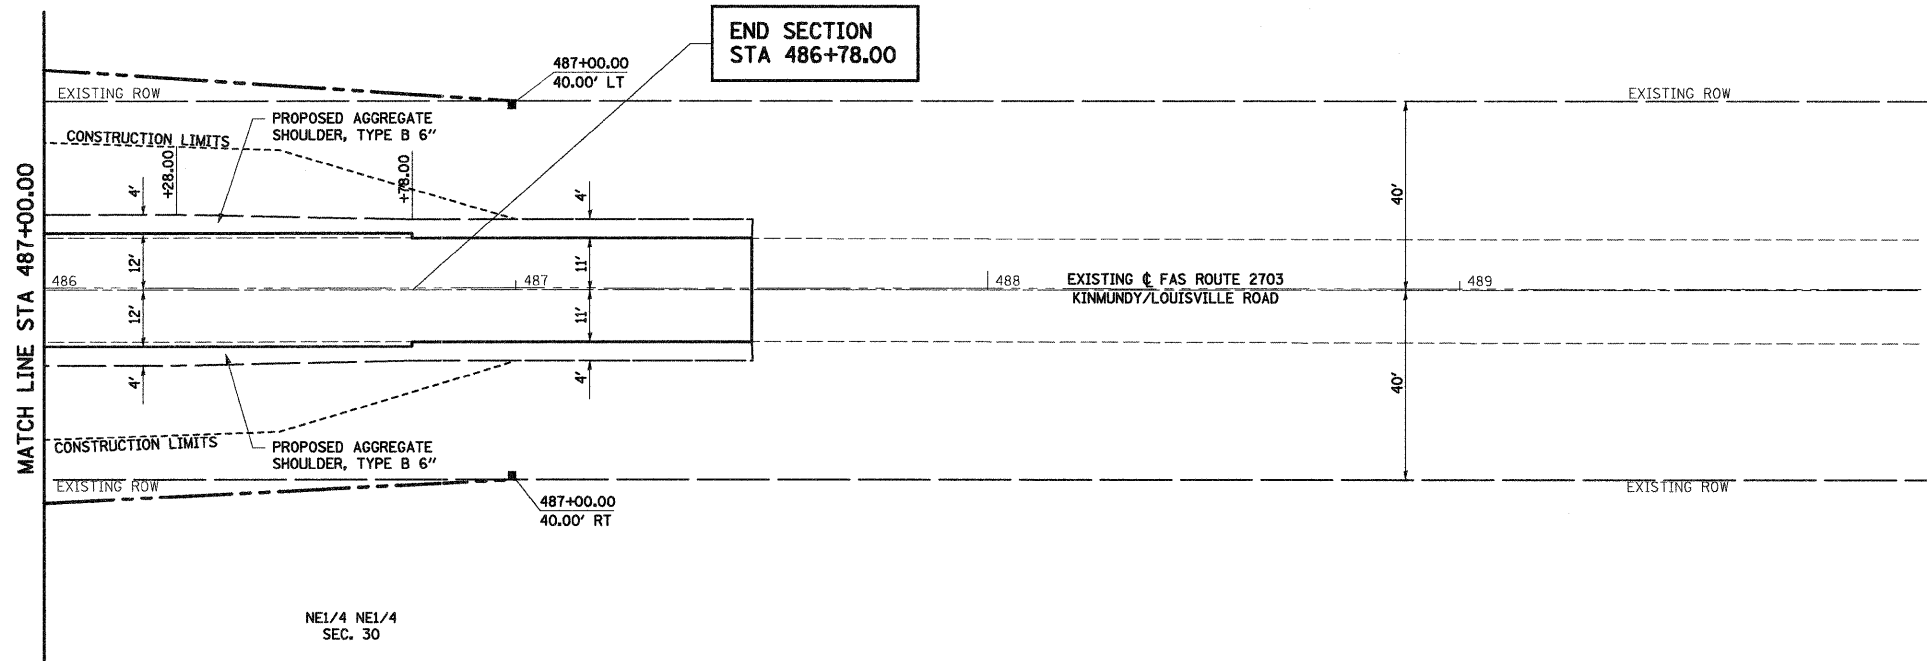 END SECTION
STA 486+78.00
487+00.00
40.00' LT
EXISTING ROW
EXISTING ROW
PROPOSED AGGREGATE
SHOULDER, TYPE B 6"
CONSTRUCTION LIMITS
+28.00
+78.00
4'
4'
40'
MATCH LINE STA 487+00.00
12'
11'
486
487
488
EXISTING ℄ FAS ROUTE 2703
KINMUNDY/LOUISVILLE ROAD
489
12'
11'
4'
4'
40'
CONSTRUCTION LIMITS
PROPOSED AGGREGATE
SHOULDER, TYPE B 6"
EXISTING ROW
EXISTING ROW
487+00.00
40.00' RT
NE1/4 NE1/4
SEC. 30